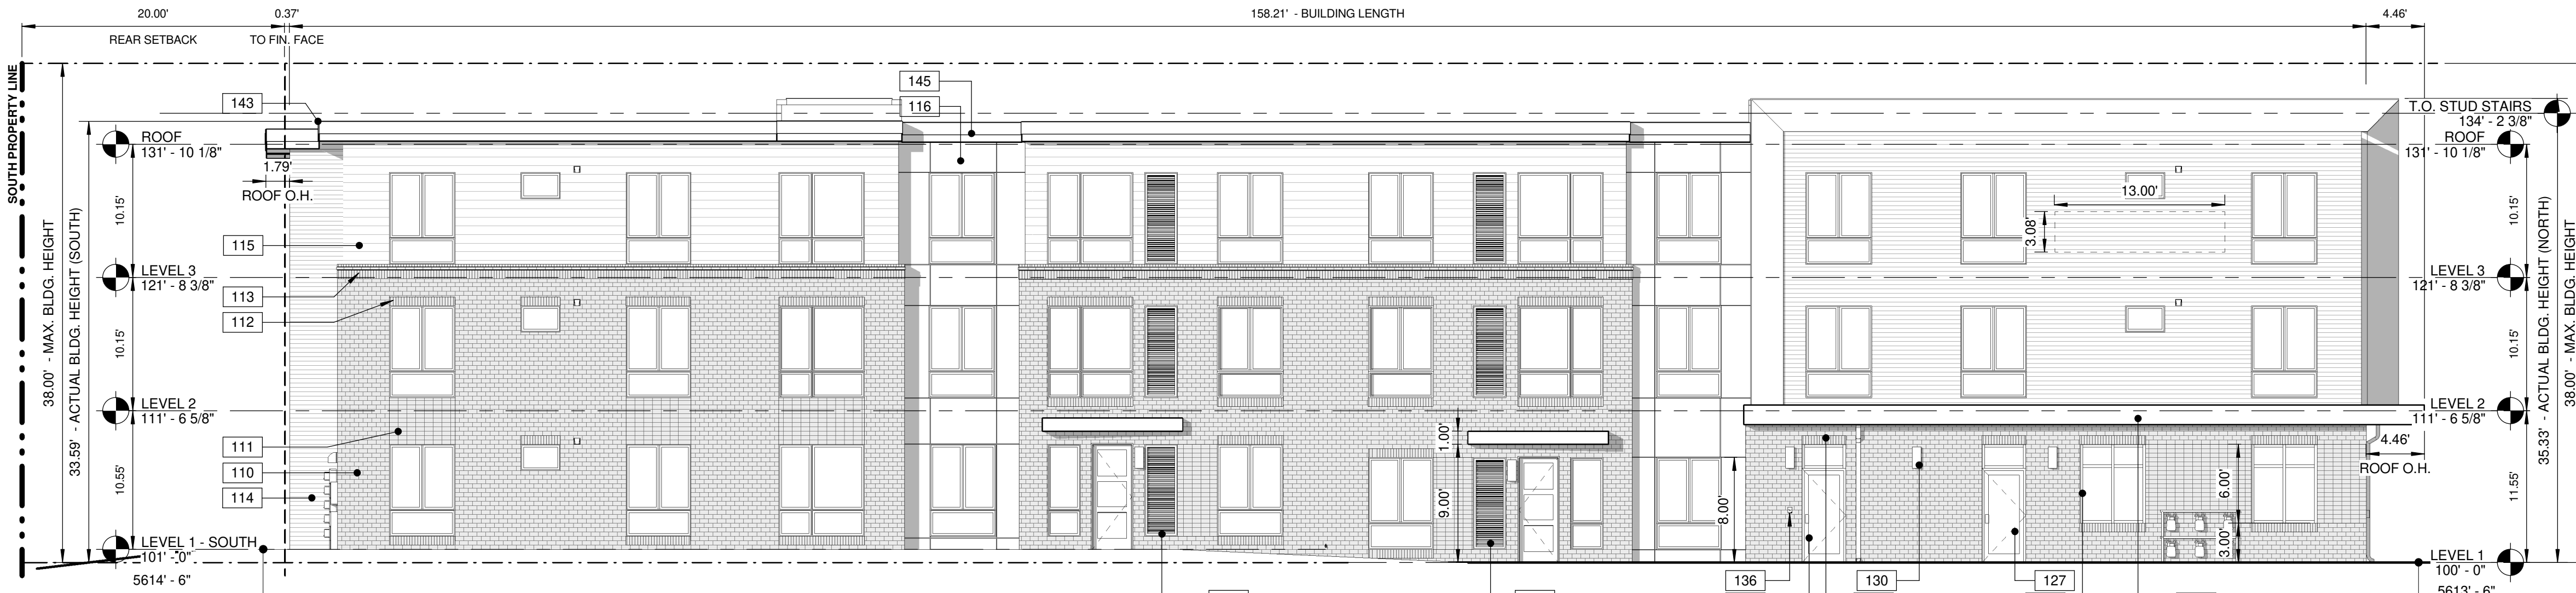 20.00'
0.37'
158.21' - BUILDING LENGTH
4.46'
REAR SETBACK
TO FIN. FACE
SOUTH PROPERTY LINE
38.00' - MAX. BLDG. HEIGHT
33.59' - ACTUAL BLDG. HEIGHT (SOUTH)
143
145
116
ROOF
131' - 10 1/8"
1.79'
ROOF O.H.
10.15'
115
LEVEL 3
121' - 8 3/8"
113
112
10.15'
LEVEL 2
111' - 6 5/8"
111
110
114
10.55'
LEVEL 1 - SOUTH
101' - 0"
5614' - 6"
1.00'
9.00'
8.00'
13.00'
3.08'
6.00'
3.00'
136
130
127
T.O. STUD STAIRS
134' - 2 3/8"
ROOF
131' - 10 1/8"
10.15'
LEVEL 3
121' - 8 3/8"
10.15'
LEVEL 2
111' - 6 5/8"
4.46'
ROOF O.H.
11.55'
LEVEL 1
100' - 0"
5613' - 6"
35.33' - ACTUAL BLDG. HEIGHT (NORTH)
38.00' - MAX. BLDG. HEIGHT